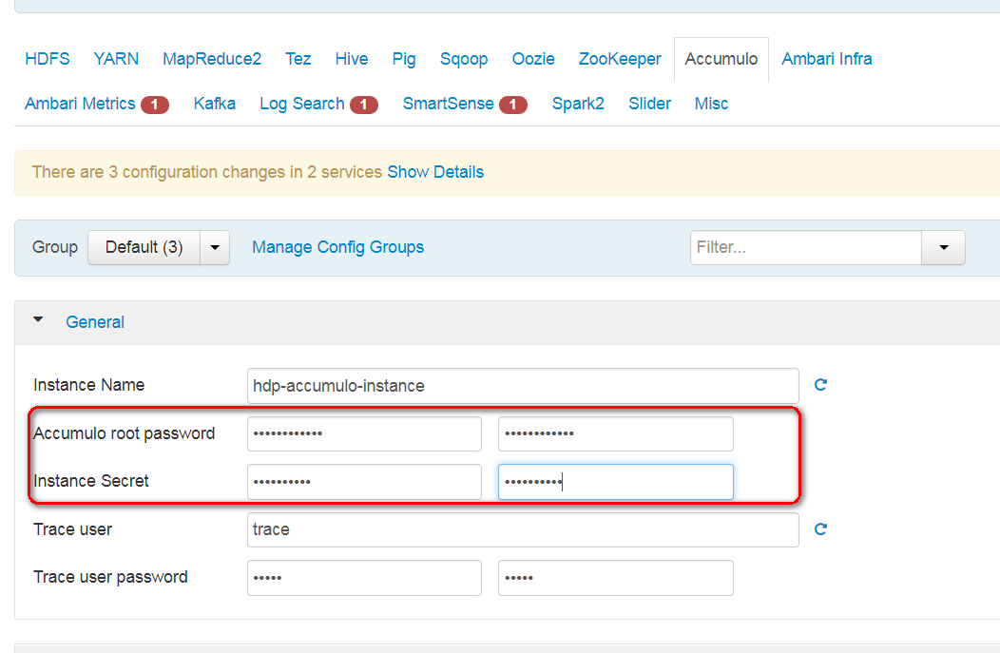 HDFS YARN MapReduce2 Tez Hive Pig Sqoop Oozie ZooKeeper Accumulo Ambari Infra
Ambari Metrics 1 Kafka Log Search 1 SmartSense 1 Spark2 Slider Misc
There are 3 configuration changes in 2 services Show Details
Group Default (3) Manage Config Groups Filter...
General
Instance Name hdp-accumulo-instance
Accumulo root password •••••••••••• ••••••••••••
Instance Secret •••••••••• ••••••••••
Trace user trace
Trace user password ••••• •••••